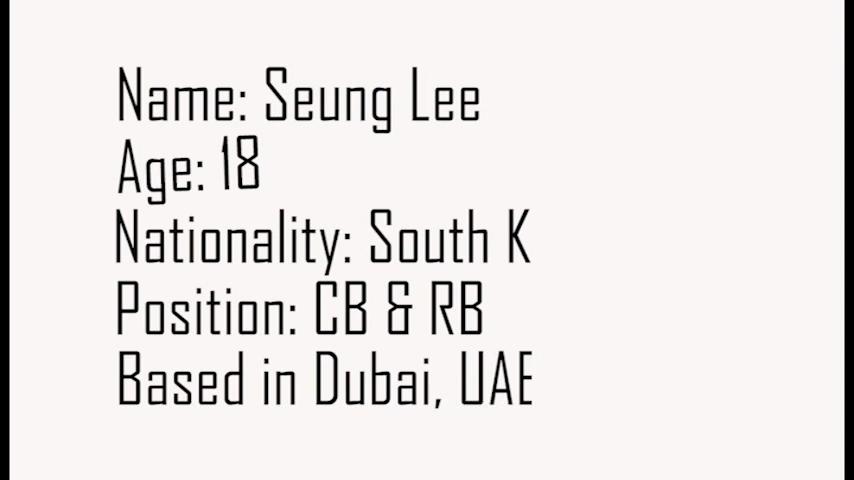 Name: Seung Lee
Age: 18
Nationality: South K
Position: CB & RB
Based in Dubai, UAE